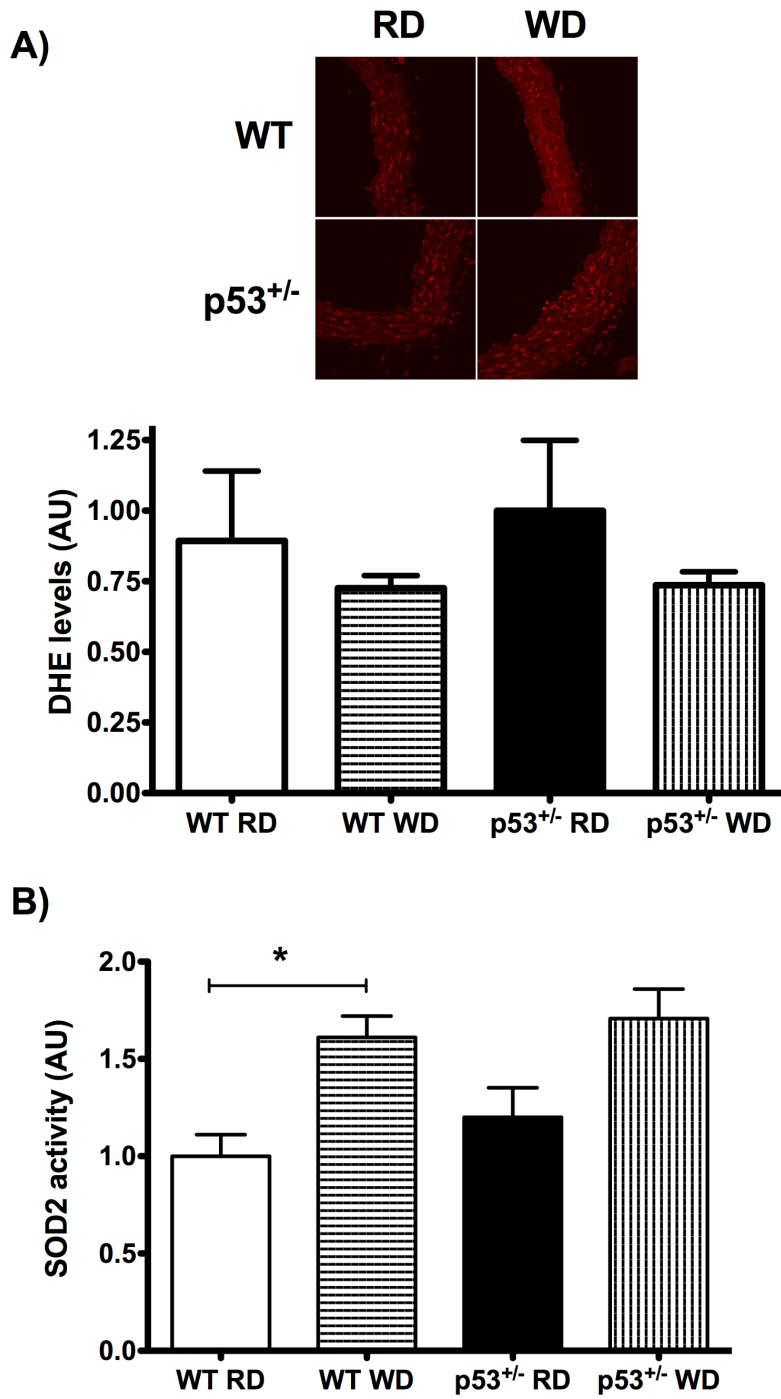 A)
RD WD
WT
p53+/-
DHE levels (AU)
1.25
1.00
0.75
0.50
0.25
0.00
WT RD WT WD p53+/- RD p53+/- WD
B)
*
SOD2 activity (AU)
2.0
1.5
1.0
0.5
0.0
WT RD WT WD p53+/- RD p53+/- WD